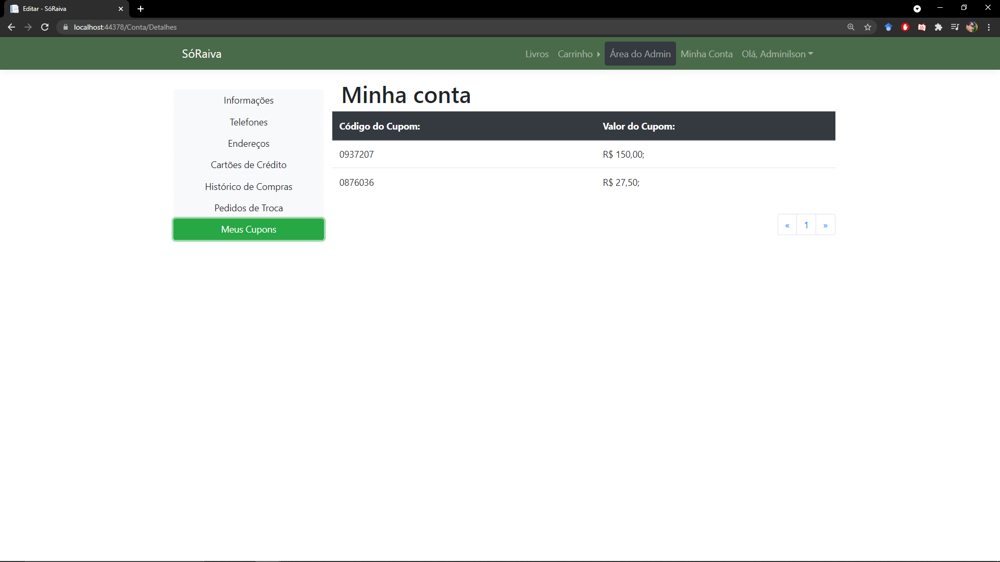 Editar - SóRaiva
localhost:44378/Conta/Detalhes
SóRaiva
Livros
Carrinho
Área do Admin
Minha Conta
Olá, Adminilson
Informações
Telefones
Endereços
Cartões de Crédito
Histórico de Compras
Pedidos de Troca
Meus Cupons
Minha conta
Código do Cupom: Valor do Cupom:
0937207 R$ 150,00;
0876036 R$ 27,50;
« 1 »